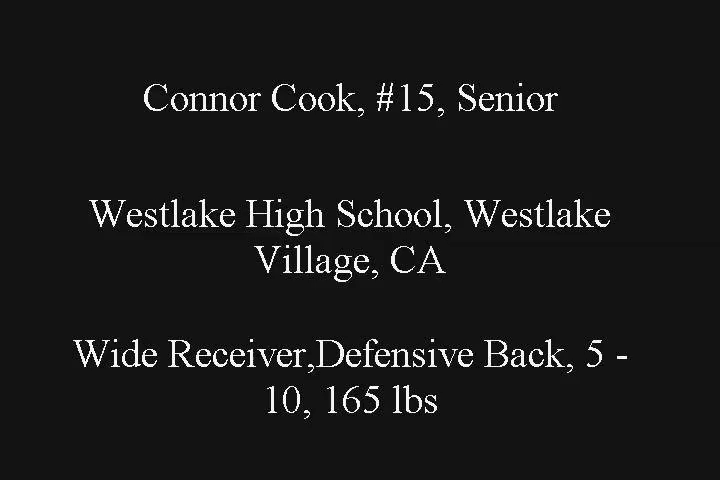 Connor Cook, #15, Senior
Westlake High School, Westlake
Village, CA
Wide Receiver,Defensive Back, 5 -
10, 165 lbs